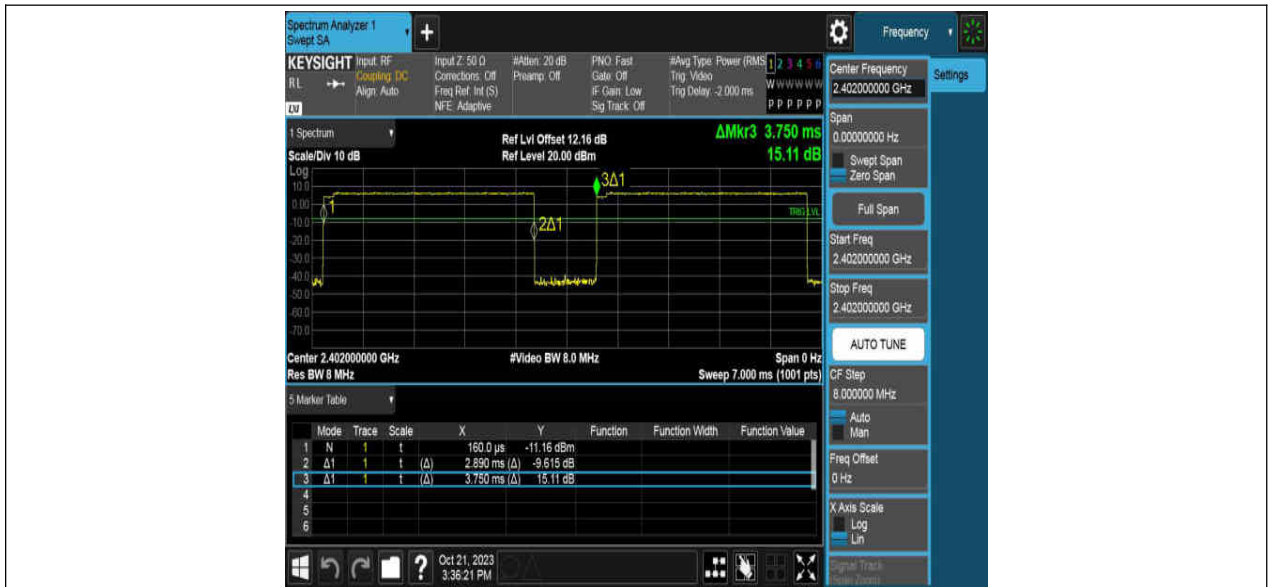 Spectrum Analyzer 1
Swept SA
+
Frequency
KEYSIGHT
RL
Input: RF
Coupling: DC
Align: Auto
Input Z: 50 Ω
Corrections: Off
Freq Ref: Int (S)
NFE: Adaptive
#Atten: 20 dB
Preamp: Off
PNO: Fast
Gate: Off
IF Gain: Low
Sig Track: Off
#Avg Type: Power (RMS
Trig: Video
Trig Delay: -2.000 ms
1 2 3 4 5 6
W W W W W W
P P P P P P
LXI
1 Spectrum
Scale/Div 10 dB
Ref Lvl Offset 12.16 dB
Ref Level 20.00 dBm
ΔMkr3 3.750 ms
15.11 dB
Log
10.0
0.00
-10.0
-20.0
-30.0
-40.0
-50.0
-60.0
-70.0
1
2Δ1
3Δ1
TRIG LVL
Center 2.402000000 GHz
#Video BW 8.0 MHz
Span 0 Hz
Res BW 8 MHz
Sweep 7.000 ms (1001 pts)
5 Marker Table
Mode Trace Scale X Y Function Function Width Function Value
1 N 1 t 160.0 µs -11.16 dBm
2 Δ1 1 t (Δ) 2.890 ms (Δ) -9.615 dB
3 Δ1 1 t (Δ) 3.750 ms (Δ) 15.11 dB
4
5
6
Oct 21, 2023
3:36:21 PM
?
Center Frequency
2.402000000 GHz
Settings
Span
0.00000000 Hz
Swept Span
Zero Span
Full Span
Start Freq
2.402000000 GHz
Stop Freq
2.402000000 GHz
AUTO TUNE
CF Step
8.000000 MHz
Auto
Man
Freq Offset
0 Hz
X Axis Scale
Log
Lin
Signal Track
(Span Zoom)